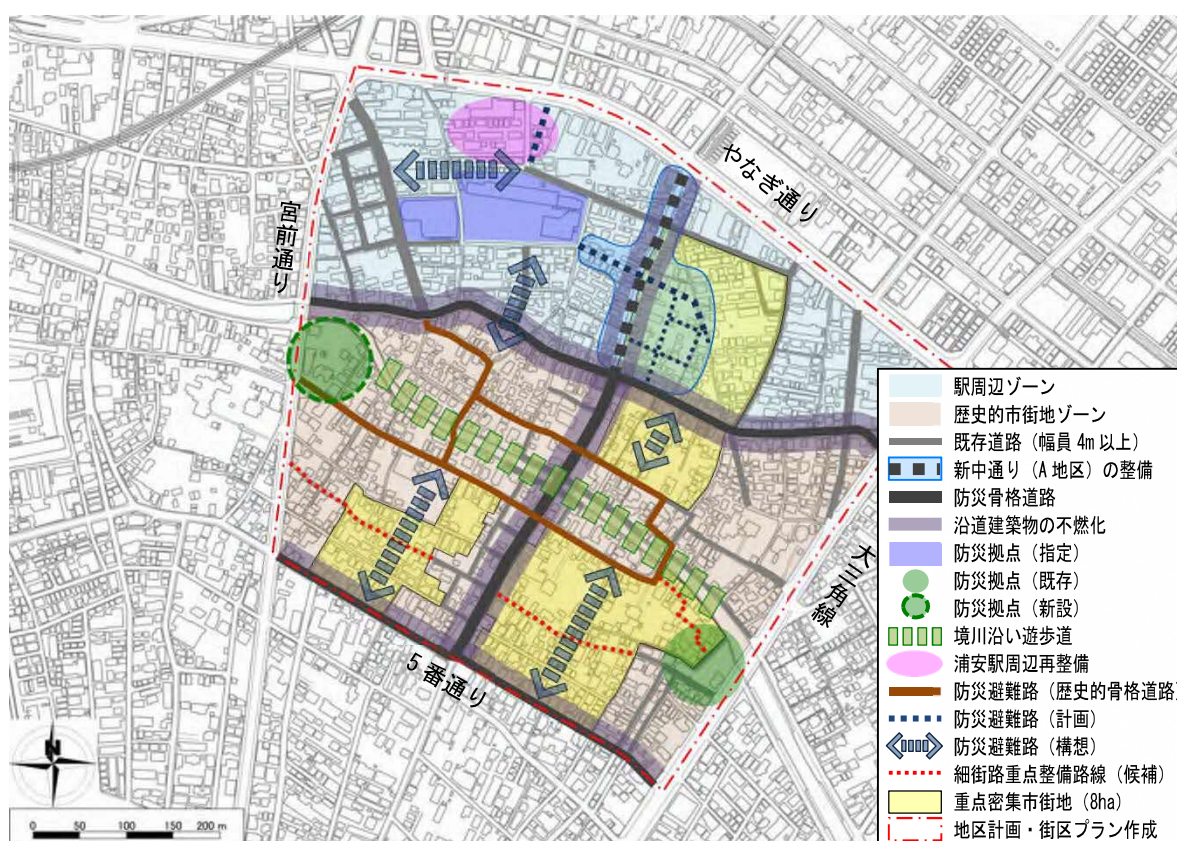 やなぎ通り
宮前通り
大三角線
5番通り
駅周辺ゾーン
歴史的市街地ゾーン
既存道路（幅員4m以上）
新中通り（A地区）の整備
防災骨格道路
沿道建築物の不燃化
防災拠点（指定）
防災拠点（既存）
防災拠点（新設）
境川沿い遊歩道
浦安駅周辺再整備
防災避難路（歴史的骨格道路）
防災避難路（計画）
防災避難路（構想）
細街路重点整備路線（候補）
重点密集市街地（8ha）
地区計画・街区プラン作成
N
0 50 100 150 200 m